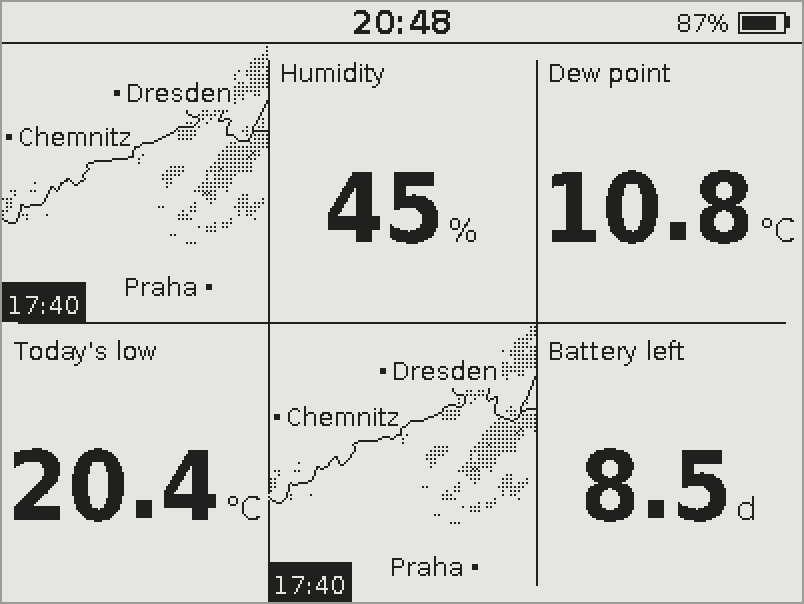 20:48
87%
Dresden
Chemnitz
Praha
17:40
Humidity
45 %
Dew point
10.8 °C
Today's low
20.4 °C
Dresden
Chemnitz
Praha
17:40
Battery left
8.5 d